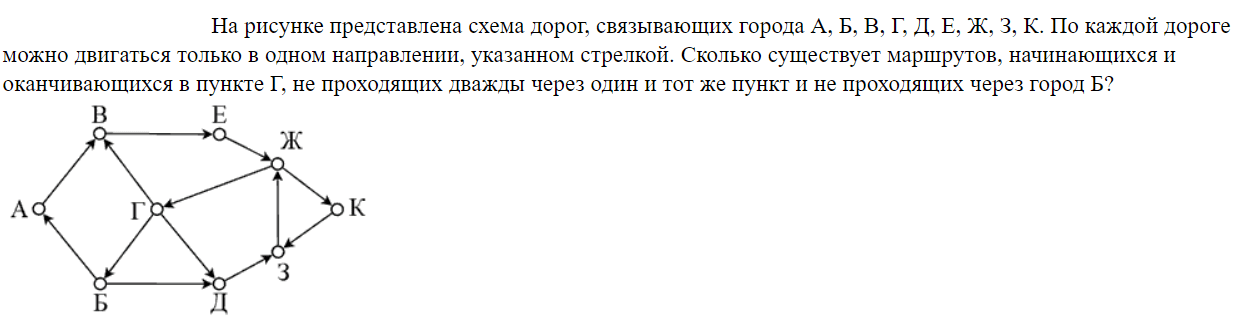 На рисунке представлена схема дорог, связывающих города А, Б, В, Г, Д, Е, Ж, З, К. По каждой дороге
можно двигаться только в одном направлении, указанном стрелкой. Сколько существует маршрутов, начинающихся и
оканчивающихся в пункте Г, не проходящих дважды через один и тот же пункт и не проходящих через город Б?
В
Е
Ж
А
Г
К
З
Б
Д